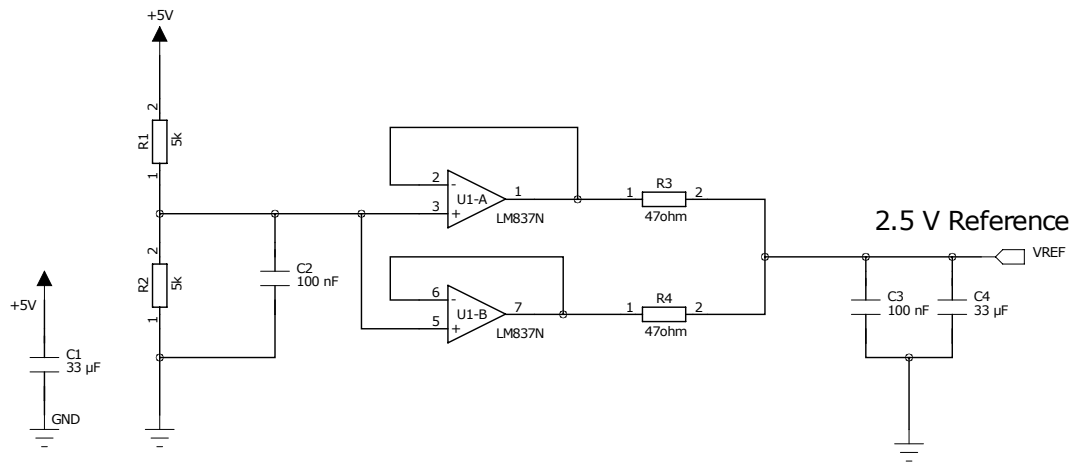 +5V
2
R1
5k
1
2
R2
5k
1
+5V
C1
33 µF
GND
C2
100 nF
2
-
3
+
U1-A
1
LM837N
6
-
5
+
U1-B
7
LM837N
1
R3
2
47ohm
1
R4
2
47ohm
2.5 V Reference
VREF
C3
100 nF
C4
33 µF